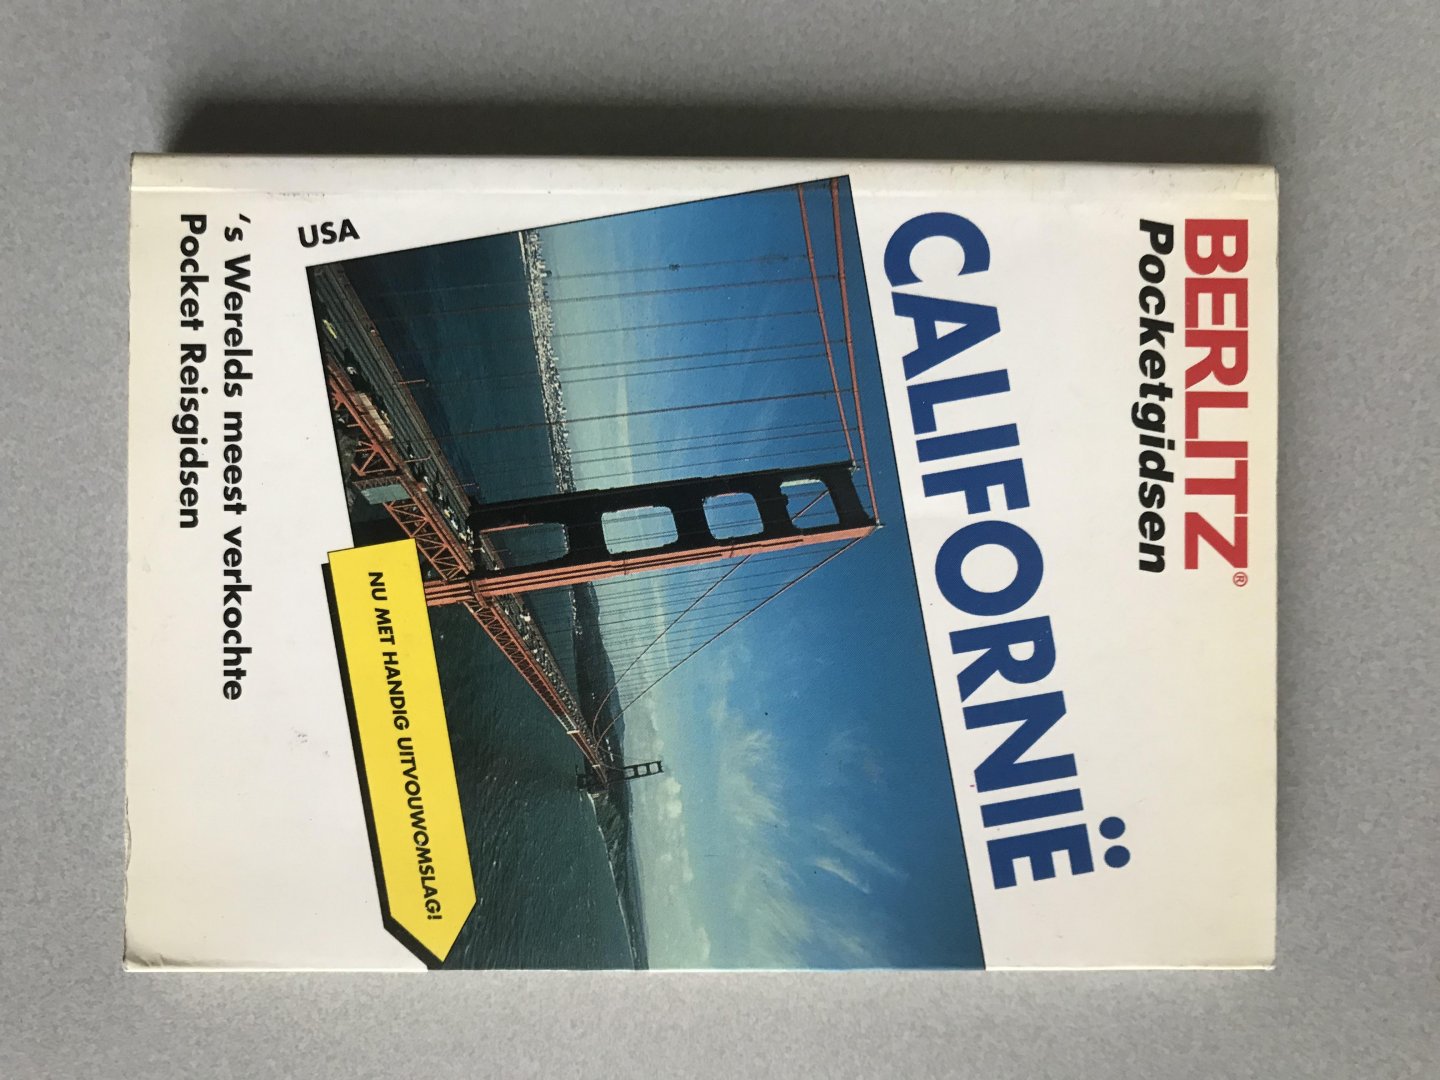 BERLITZ®
Pocketgidsen
CALIFORNIË
USA
NU MET HANDIG UITVOUWOMSLAG!
's Werelds meest verkochte
Pocket Reisgidsen